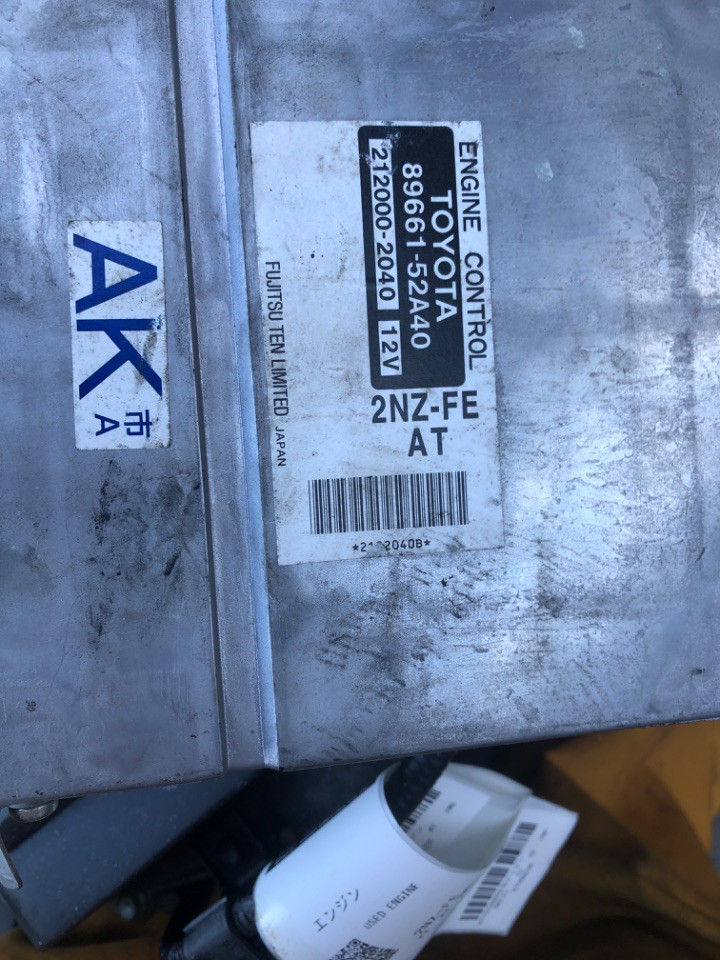 ENGINE CONTROL
TOYOTA
89661-52A40
212000-2040 12V
2NZ-FE
AT
FUJITSU TEN LIMITED JAPAN
AK
市
A
エンジン
USED ENGINE